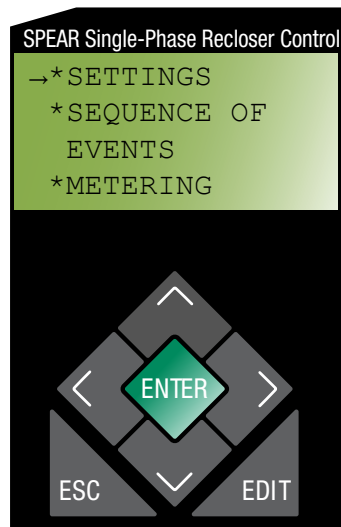 SPEAR Single-Phase Recloser Control
→*SETTINGS
*SEQUENCE OF
EVENTS
*METERING
ENTER
ESC
EDIT